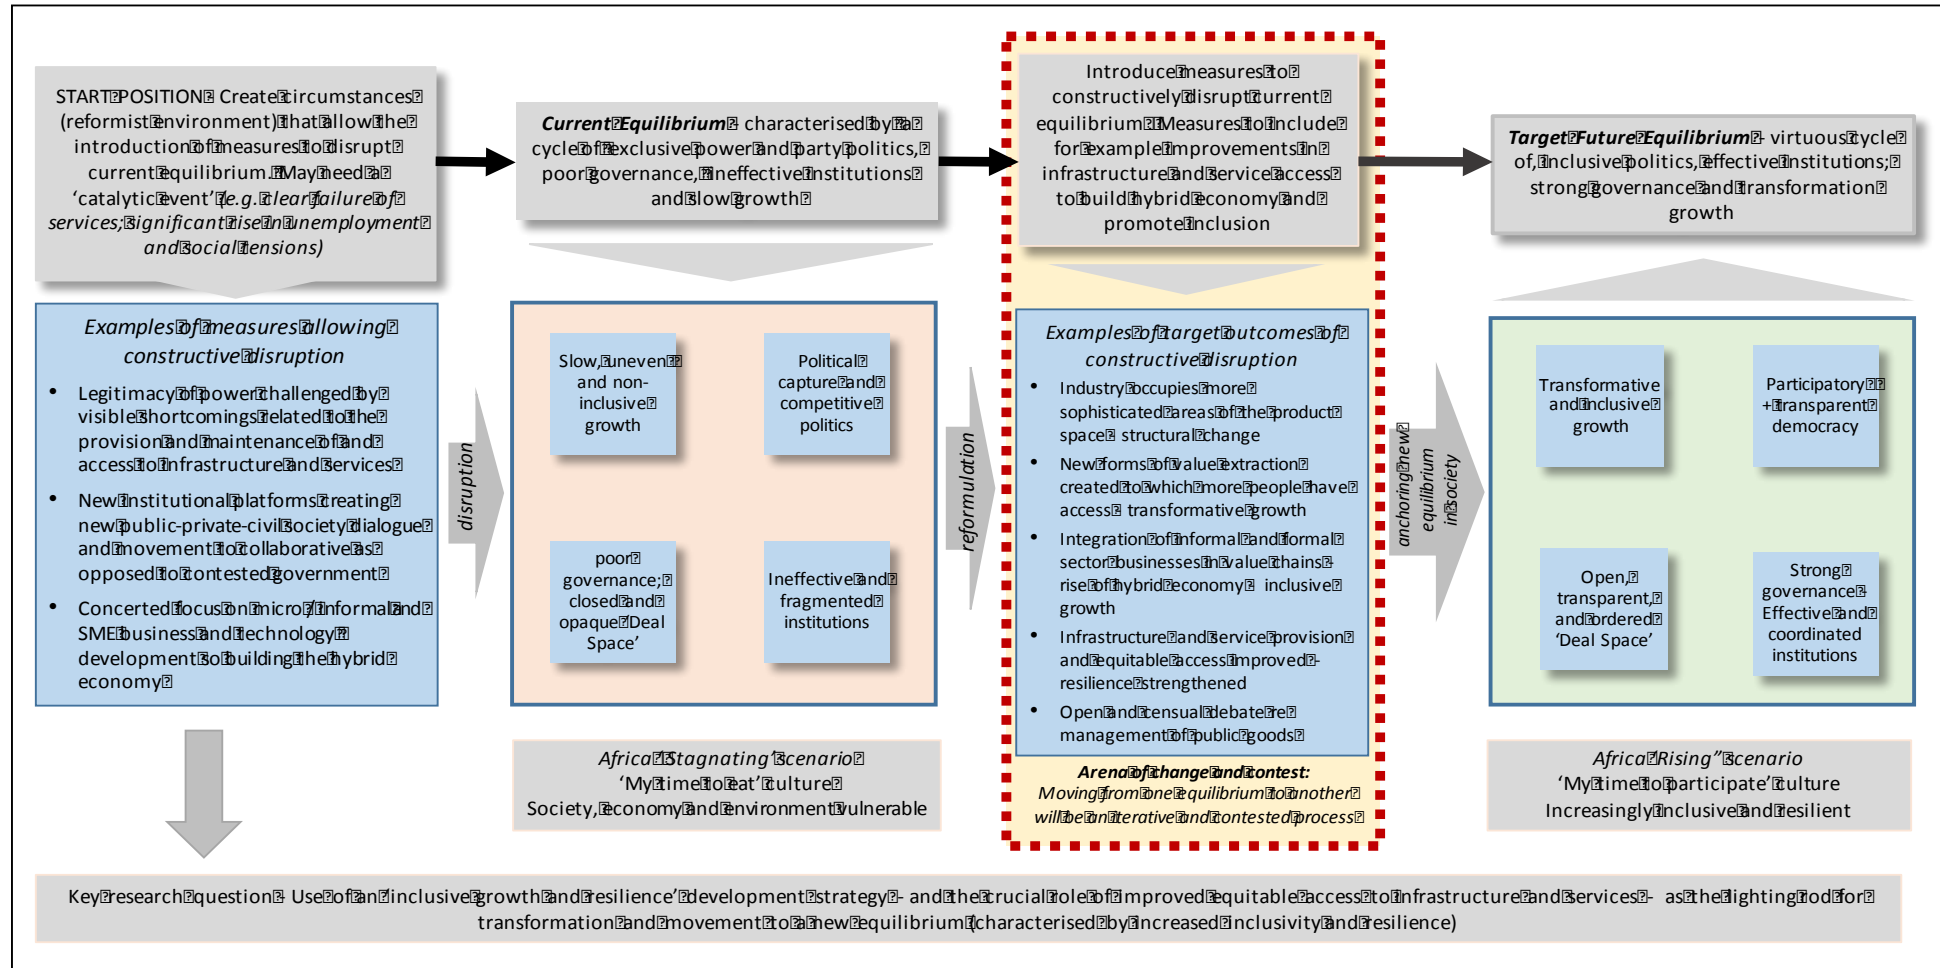 START POSITION - Create circumstances
(reformist environment) that allow the
introduction of measures to disrupt
current equilibrium. May need a
‘catalytic event’ (e.g. clear failure of
services; significant rise in unemployment
and social tensions)
Current Equilibrium - characterised by a
cycle of exclusive power and party politics,
poor governance, ineffective institutions
and slow growth
Introduce measures to
constructively disrupt current
equilibrium. Measures to include
for example improvements in
infrastructure and service access
to build hybrid economy and
promote inclusion
Target Future Equilibrium - virtuous cycle
of, inclusive politics, effective institutions;
strong governance and transformation
growth
Examples of measures allowing
constructive disruption
• Legitimacy of power challenged by
visible shortcomings related to the
provision and maintenance of and
access to infrastructure and services
• New institutional platforms creating
new public-private-civil society dialogue
and movement to collaborative as
opposed to contested government
• Concerted focus on micro / informal and
SME business and technology
development so building the hybrid
economy
disruption
Slow, uneven
and non-
inclusive
growth
Political
capture and
competitive
politics
poor
governance;
closed and
opaque ‘Deal
Space’
Ineffective and
fragmented
institutions
reformulation
Examples of target outcomes of
constructive disruption
• Industry occupies more
sophisticated areas of the product
space - structural change
• New forms of value extraction
created to which more people have
access - transformative growth
• Integration of informal and formal
sector businesses in value chains -
rise of hybrid economy - inclusive
growth
• Infrastructure and service provision
and equitable access improved -
resilience strengthened
• Open and censual debate re
management of public goods
Arena of change and contest:
Moving from one equilibrium to another
will be an iterative and contested process
anchoring new
equilibrium
in society
Transformative
and inclusive
growth
Participatory
+ transparent
democracy
Open,
transparent,
and ordered
‘Deal Space’
Strong
governance -
Effective and
coordinated
institutions
Africa ‘Stagnating’ scenario
‘My time to eat’ culture
Society, economy and environment vulnerable
Africa ‘Rising” scenario
‘My time to participate’ culture
Increasingly inclusive and resilient
Key research question - Use of an ‘inclusive growth and resilience’ development strategy - and the crucial role of improved equitable access to infrastructure and services - as the lighting rod for
transformation and movement to a new equilibrium (characterised by increased inclusivity and resilience)